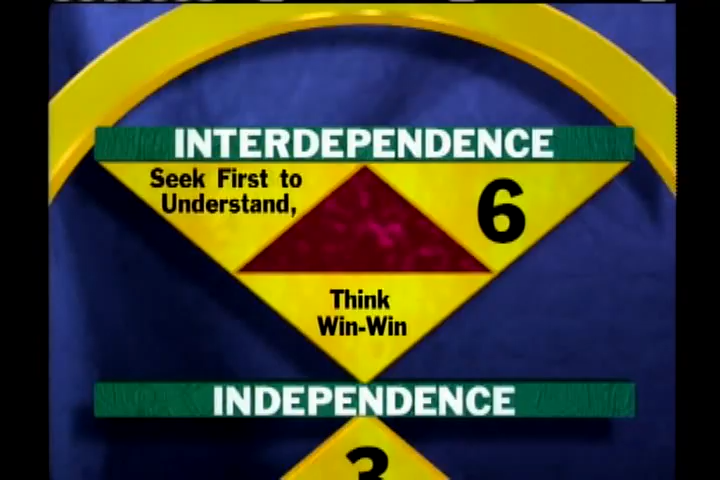 INTERDEPENDENCE
Seek First to
Understand,
6
Think
Win-Win
INDEPENDENCE
3